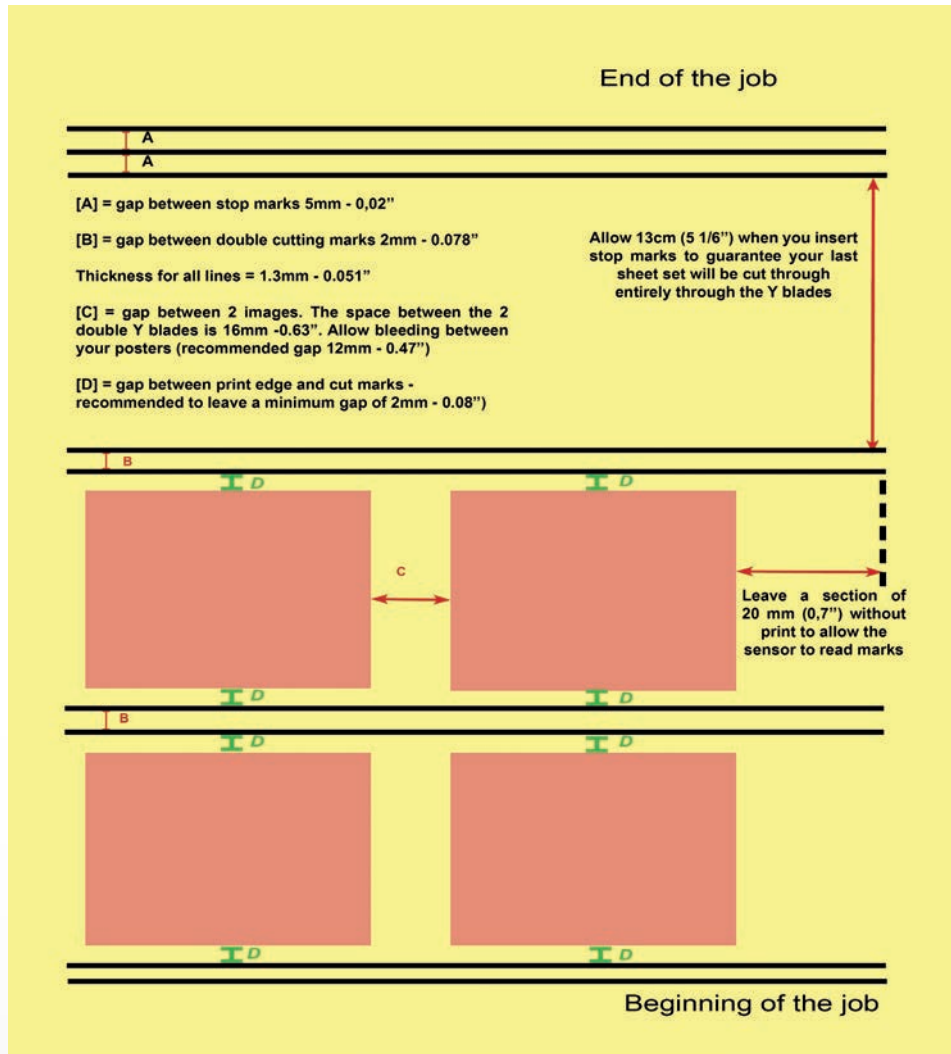 End of the job
A
A
[A] = gap between stop marks 5mm - 0,02”
[B] = gap between double cutting marks 2mm - 0.078”
Thickness for all lines = 1.3mm - 0.051”
[C] = gap between 2 images. The space between the 2
double Y blades is 16mm -0.63”. Allow bleeding between
your posters (recommended gap 12mm - 0.47”)
[D] = gap between print edge and cut marks -
recommended to leave a minimum gap of 2mm - 0.08”)
Allow 13cm (5 1/6”) when you insert
stop marks to guarantee your last
sheet set will be cut through
entirely through the Y blades
B
D
D
C
Leave a section of
20 mm (0,7”) without
print to allow the
sensor to read marks
D
D
B
D
D
D
D
Beginning of the job